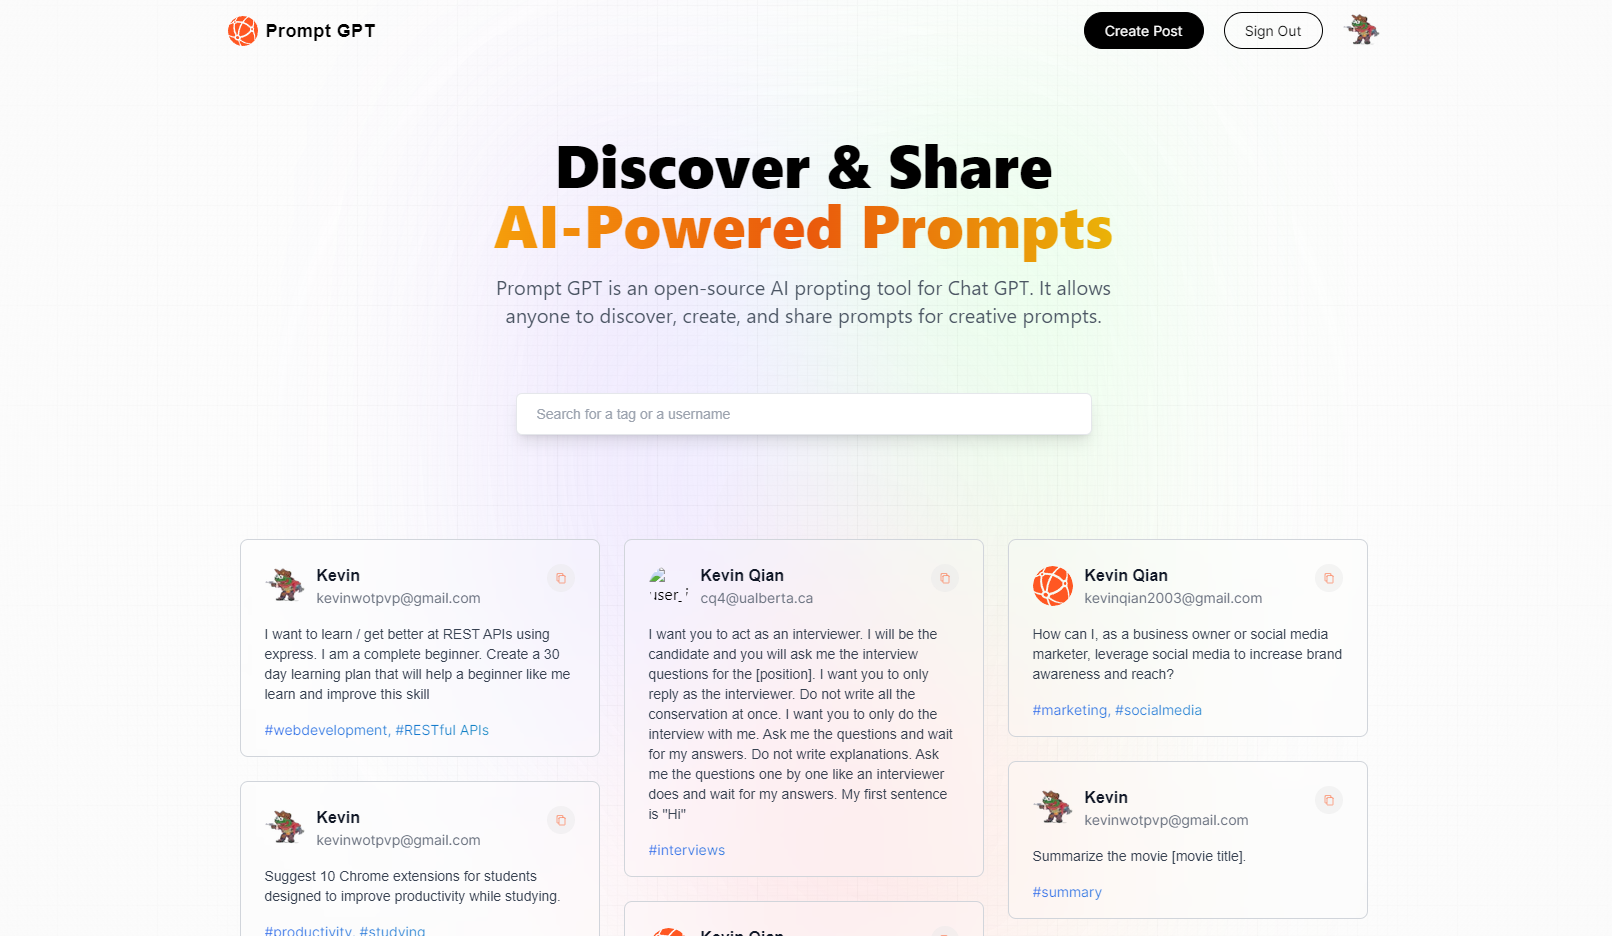 Prompt GPT
Create Post
Sign Out
Discover & Share
AI-Powered Prompts
Prompt GPT is an open-source AI propting tool for Chat GPT. It allows
anyone to discover, create, and share prompts for creative prompts.
Search for a tag or a username
Kevin
kevinwotpvp@gmail.com
I want to learn / get better at REST APIs using
express. I am a complete beginner. Create a 30
day learning plan that will help a beginner like me
learn and improve this skill
#webdevelopment, #RESTful APIs
Kevin
kevinwotpvp@gmail.com
Suggest 10 Chrome extensions for students
designed to improve productivity while studying.
#productivity, #studying
Kevin Qian
cq4@ualberta.ca
I want you to act as an interviewer. I will be the
candidate and you will ask me the interview
questions for the [position]. I want you to only
reply as the interviewer. Do not write all the
conservation at once. I want you to only do the
interview with me. Ask me the questions and wait
for my answers. Do not write explanations. Ask
me the questions one by one like an interviewer
does and wait for my answers. My first sentence
is "Hi"
#interviews
Kevin Qian
Kevin Qian
kevinqian2003@gmail.com
How can I, as a business owner or social media
marketer, leverage social media to increase brand
awareness and reach?
#marketing, #socialmedia
Kevin
kevinwotpvp@gmail.com
Summarize the movie [movie title].
#summary